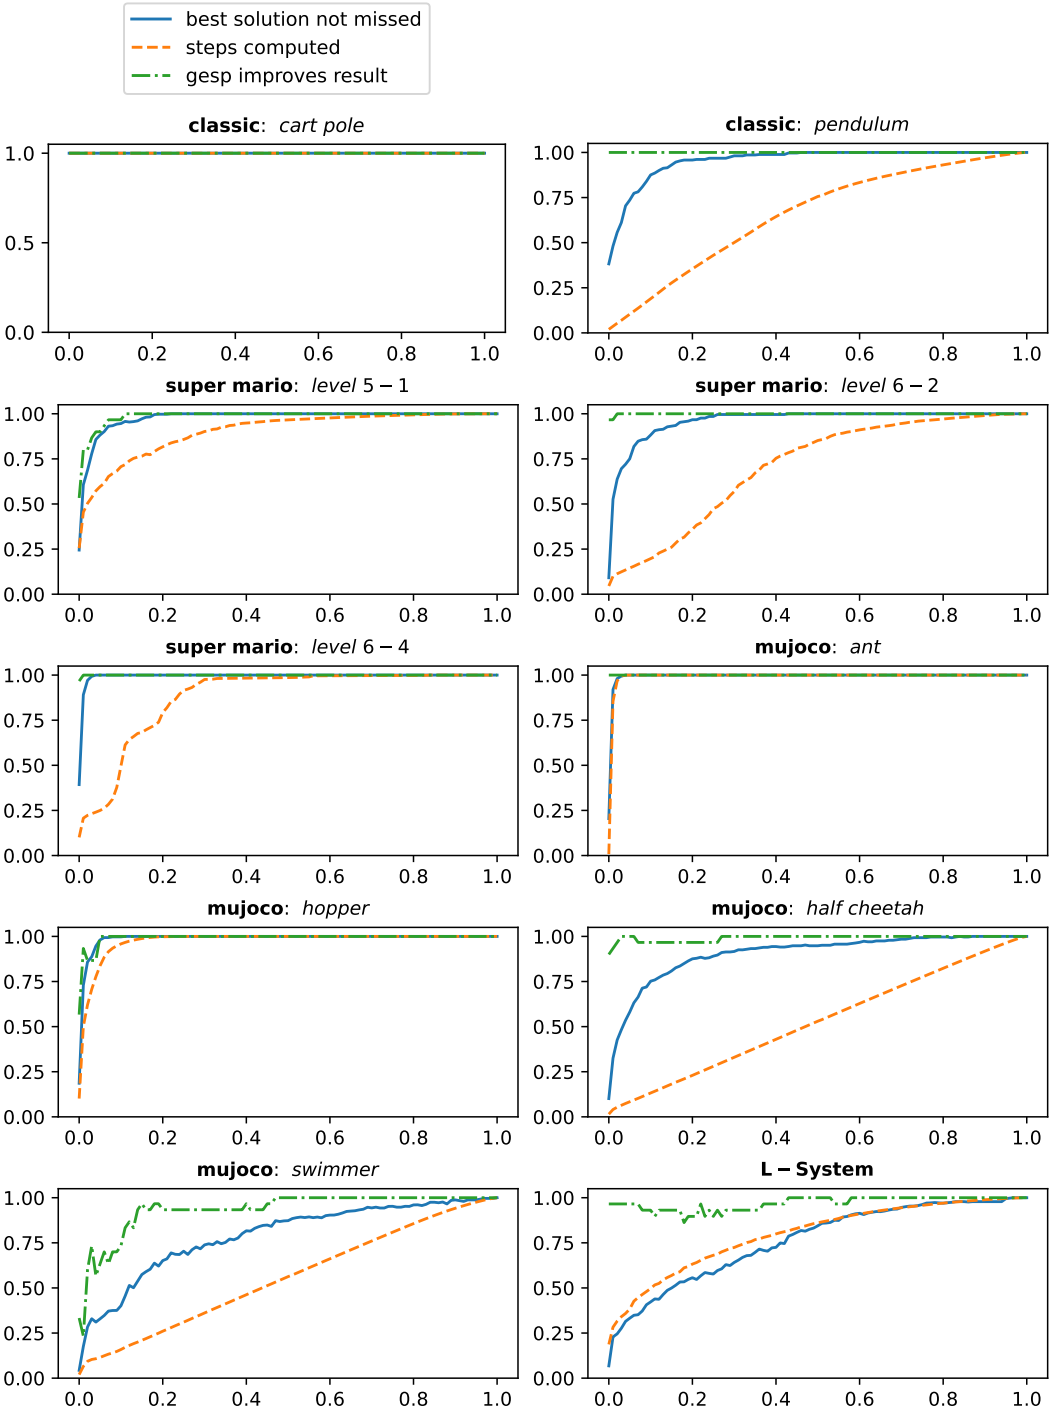 best solution not missed
steps computed
gesp improves result
classic: cart pole
1.0
0.5
0.0
0.0 0.2 0.4 0.6 0.8 1.0
classic: pendulum
1.00
0.75
0.50
0.25
0.00
0.0 0.2 0.4 0.6 0.8 1.0
super mario: level 5 − 1
1.00
0.75
0.50
0.25
0.00
0.0 0.2 0.4 0.6 0.8 1.0
super mario: level 6 − 2
1.00
0.75
0.50
0.25
0.00
0.0 0.2 0.4 0.6 0.8 1.0
super mario: level 6 − 4
1.00
0.75
0.50
0.25
0.00
0.0 0.2 0.4 0.6 0.8 1.0
mujoco: ant
1.00
0.75
0.50
0.25
0.00
0.0 0.2 0.4 0.6 0.8 1.0
mujoco: hopper
1.00
0.75
0.50
0.25
0.00
0.0 0.2 0.4 0.6 0.8 1.0
mujoco: half cheetah
1.00
0.75
0.50
0.25
0.00
0.0 0.2 0.4 0.6 0.8 1.0
mujoco: swimmer
1.00
0.75
0.50
0.25
0.00
0.0 0.2 0.4 0.6 0.8 1.0
L − System
1.00
0.75
0.50
0.25
0.00
0.0 0.2 0.4 0.6 0.8 1.0